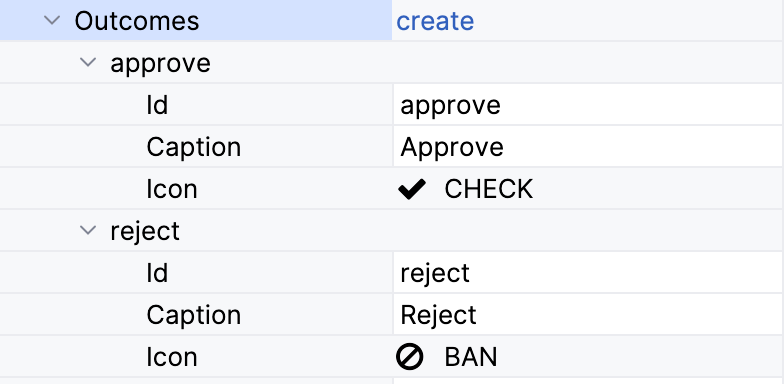 Outcomes create
approve
Id approve
Caption Approve
Icon CHECK
reject
Id reject
Caption Reject
Icon BAN